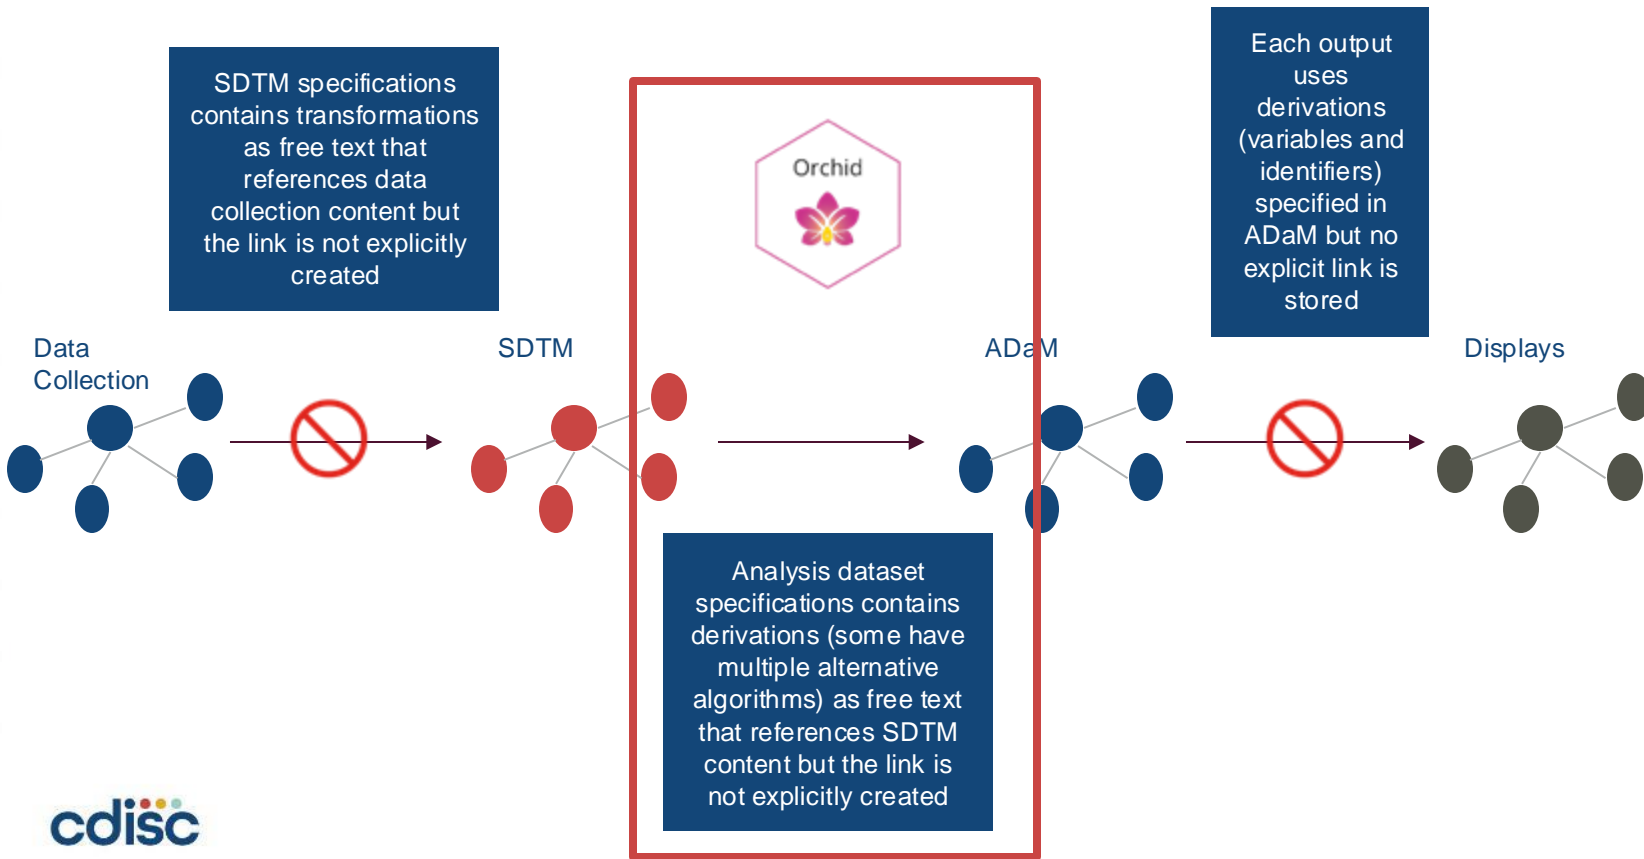 SDTM specifications
contains transformations
as free text that
references data
collection content but
the link is not explicitly
created
Orchid
Each output
uses
derivations
(variables and
identifiers)
specified in
ADaM but no
explicit link is
stored
Data
Collection
SDTM
ADaM
Displays
Analysis dataset
specifications contains
derivations (some have
multiple alternative
algorithms) as free text
that references SDTM
content but the link is
not explicitly created
cdisc